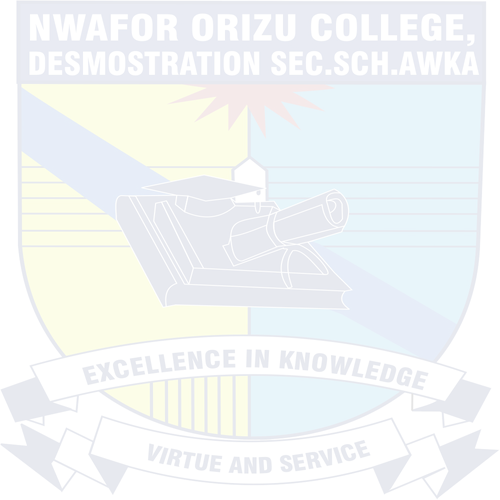 NWAFOR ORIZU COLLEGE,
DESMOSTRATION SEC.SCH.AWKA
EXCELLENCE IN KNOWLEDGE
VIRTUE AND SERVICE